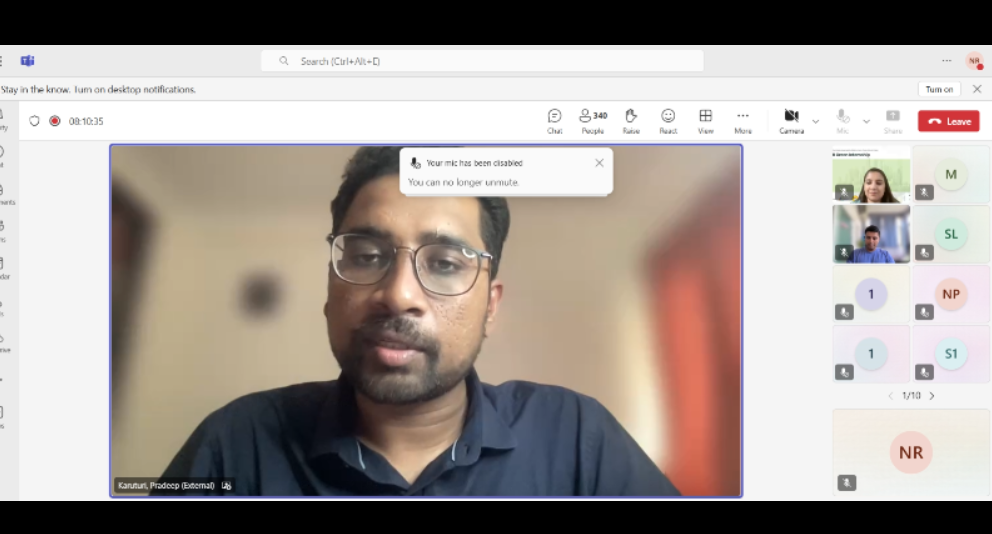 Search (Ctrl+Alt+E)
NR
Stay in the know. Turn on desktop notifications.
Turn on
08:10:35
Chat
340
People
Raise
React
View
More
Camera
Mic
Share
Leave
Your mic has been disabled
You can no longer unmute.
M
SL
1
NP
1
S1
1/10
NR
Karuturi, Pradeep (External)